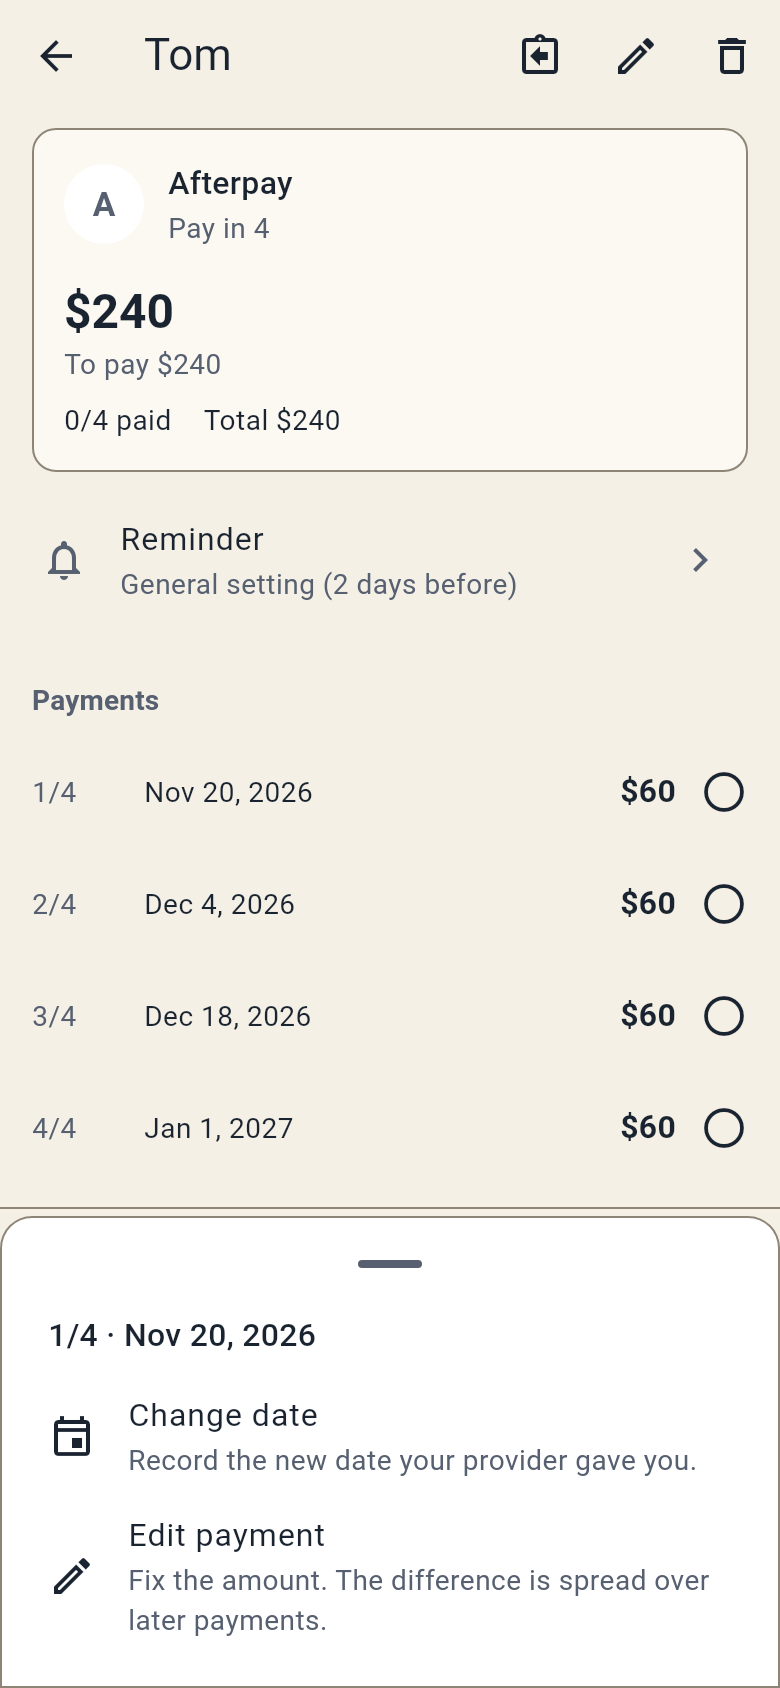 Tom
A
Afterpay
Pay in 4
$240
To pay $240
0/4 paid Total $240
Reminder
General setting (2 days before)
Payments
1/4 Nov 20, 2026 $60
2/4 Dec 4, 2026 $60
3/4 Dec 18, 2026 $60
4/4 Jan 1, 2027 $60
1/4 · Nov 20, 2026
Change date
Record the new date your provider gave you.
Edit payment
Fix the amount. The difference is spread over
later payments.